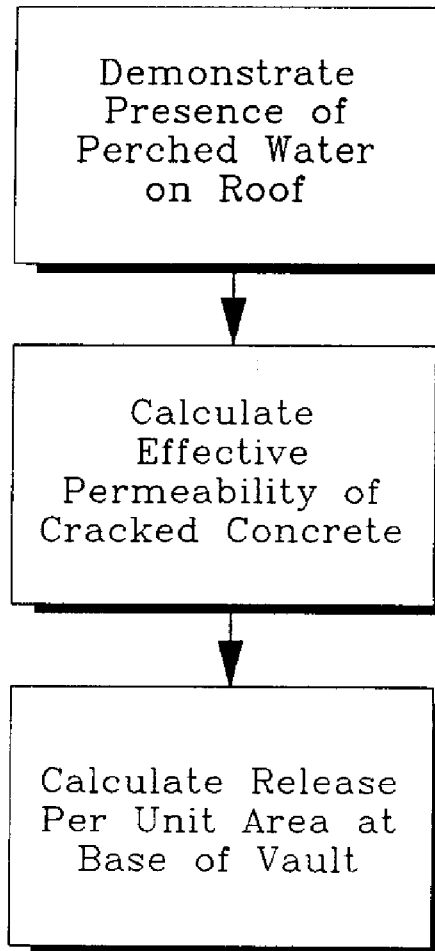 Demonstrate
Presence of
Perched Water
on Roof
Calculate
Effective
Permeability of
Cracked Concrete
Calculate Release
Per Unit Area at
Base of Vault